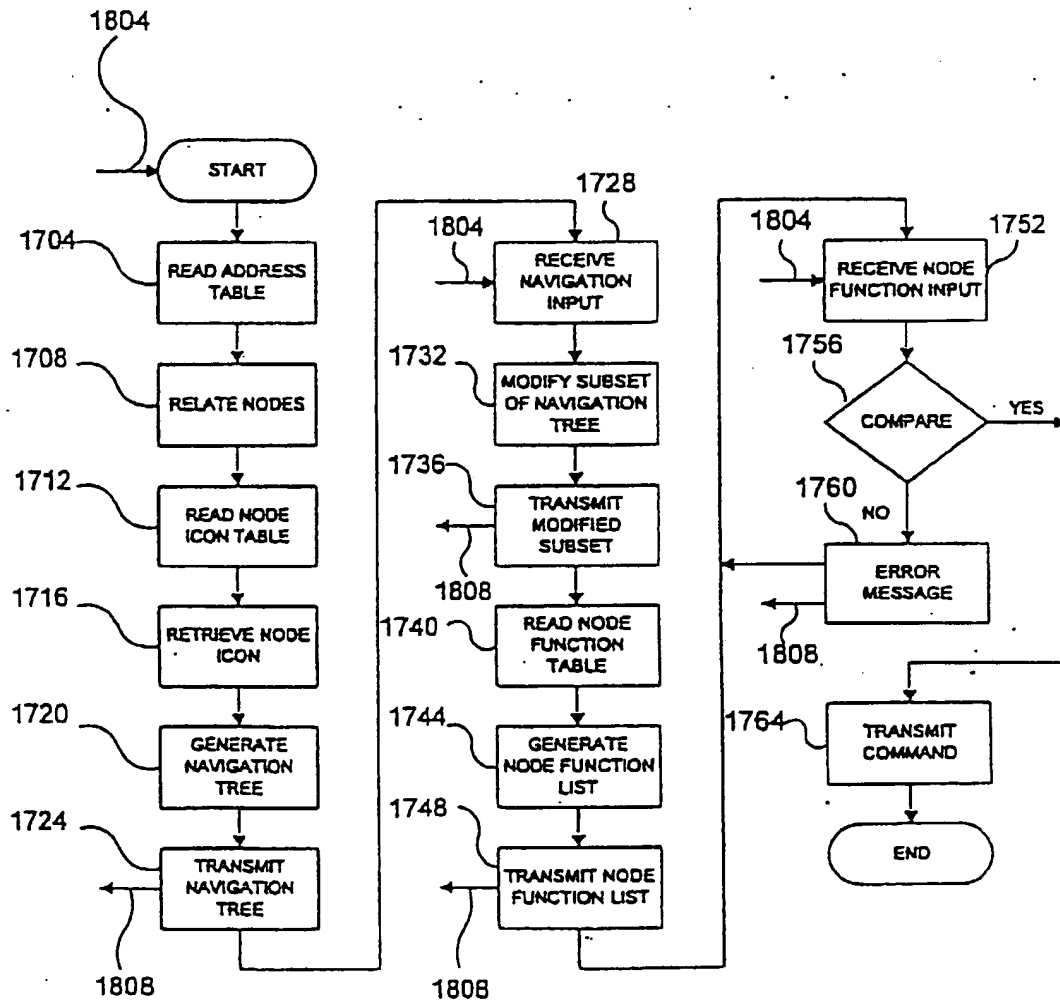 1804
START
1704
READ ADDRESS
TABLE
1708
RELATE NODES
1712
READ NODE
ICON TABLE
1716
RETRIEVE NODE
ICON
1720
GENERATE
NAVIGATION
TREE
1724
TRANSMIT
NAVIGATION
TREE
1808
1728
1804
RECEIVE
NAVIGATION
INPUT
1732
MODIFY SUBSET
OF NAVIGATION
TREE
1736
TRANSMIT
MODIFIED
SUBSET
1808
1740
READ NODE
FUNCTION
TABLE
1744
GENERATE
NODE FUNCTION
LIST
1748
TRANSMIT NODE
FUNCTION LIST
1808
1752
1804
RECEIVE NODE
FUNCTION INPUT
1756
COMPARE
YES
1760
NO
ERROR
MESSAGE
1808
1764
TRANSMIT
COMMAND
END